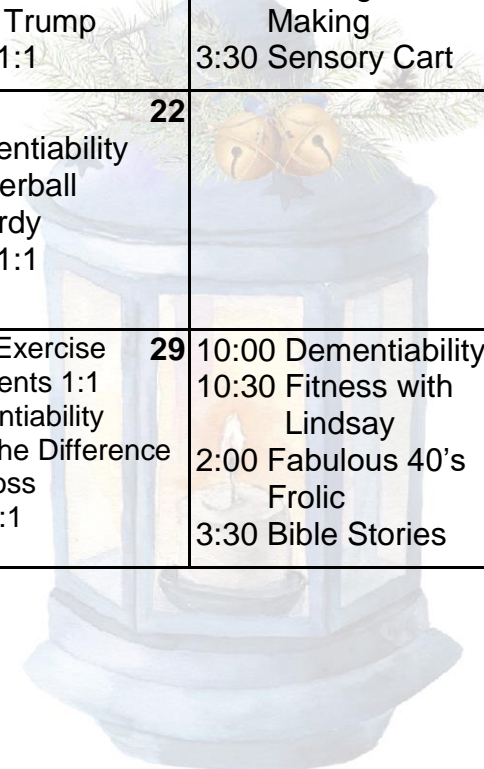 Trump
1:1
Making
3:30 Sensory Cart
22
entiability
erball
rdy
1:1
Exercise 29
ents 1:1
ntiability
he Difference
oss
:1
10:00 Dementiability
10:30 Fitness with
Lindsay
2:00 Fabulous 40's
Frolic
3:30 Bible Stories